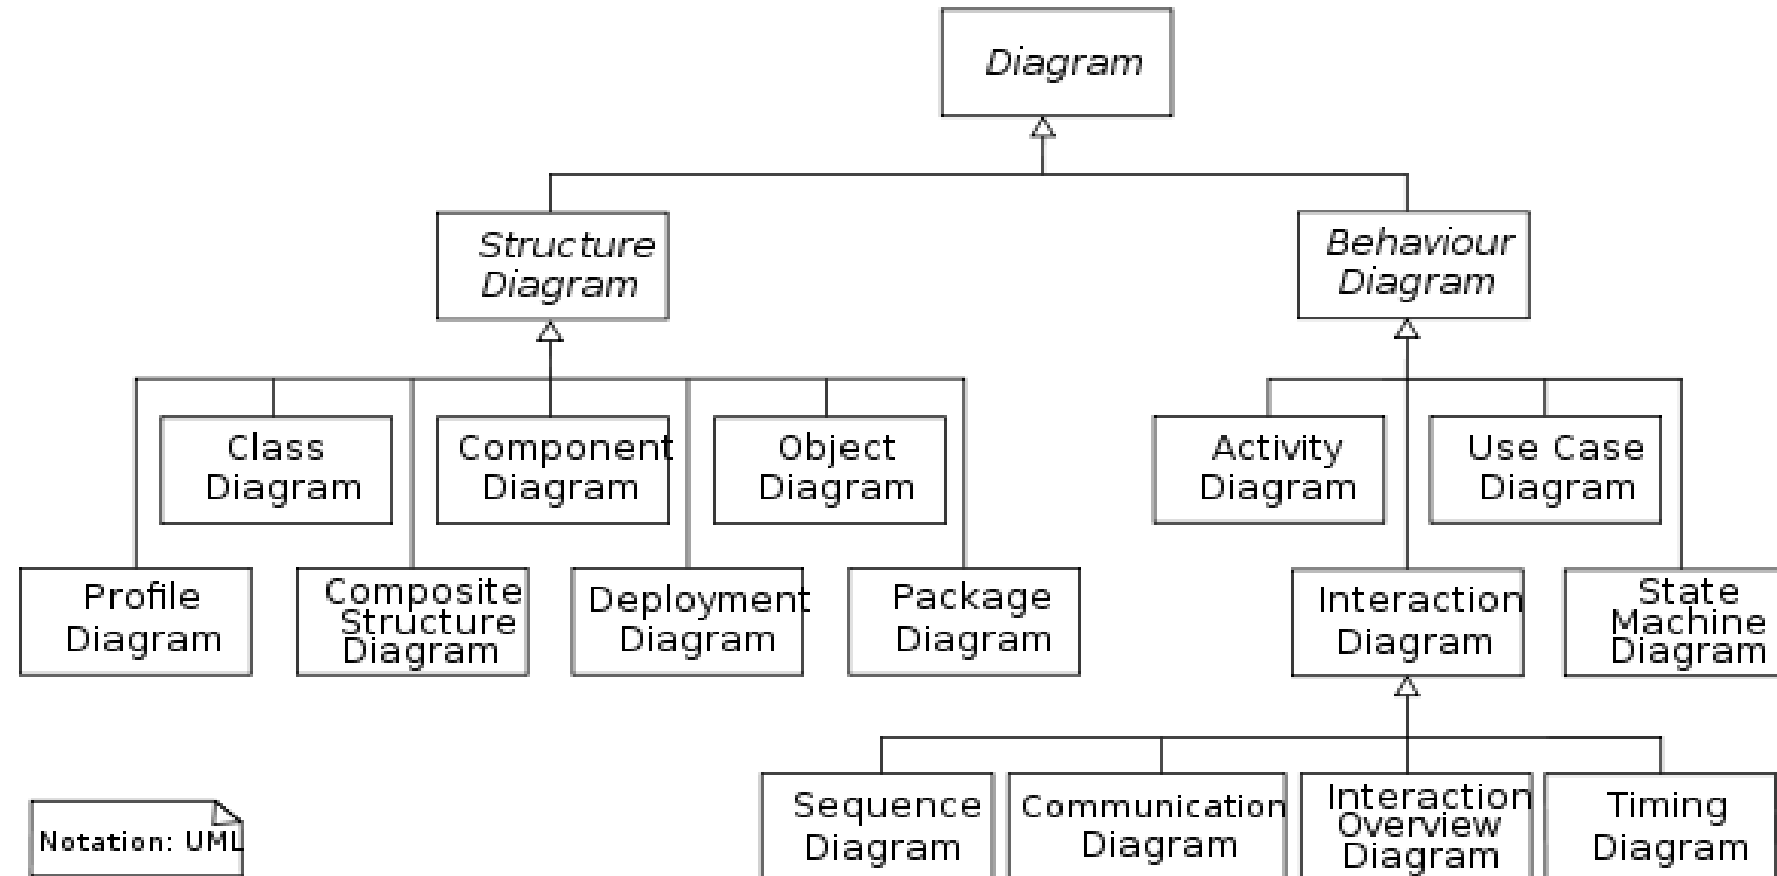 Diagram
Structure
Diagram
Behaviour
Diagram
Class
Diagram
Component
Diagram
Object
Diagram
Activity
Diagram
Use Case
Diagram
Profile
Diagram
Composite
Structure
Diagram
Deployment
Diagram
Package
Diagram
Interaction
Diagram
State
Machine
Diagram
Sequence
Diagram
Communication
Diagram
Interaction
Overview
Diagram
Timing
Diagram
Notation: UML